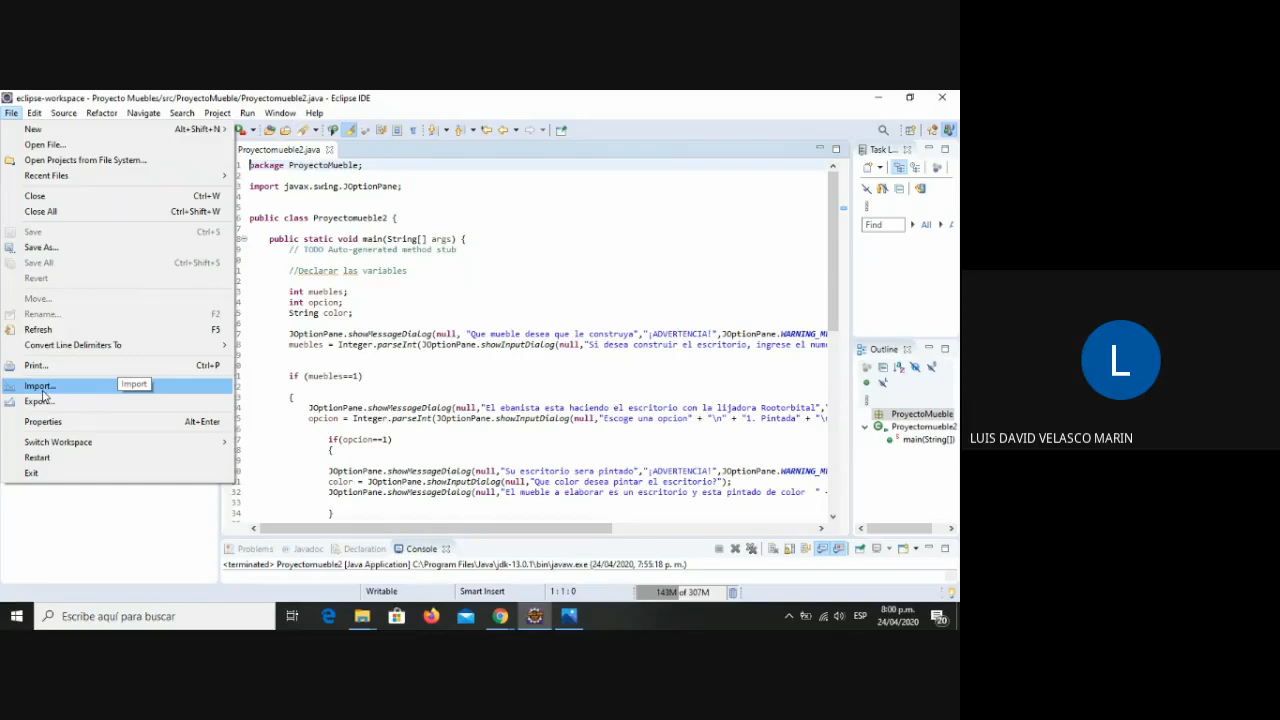 eclipse-workspace - Proyecto Muebles/src/ProyectoMueble/Proyectomueble2.java - Eclipse IDE
File Edit Source Refactor Navigate Search Project Run Window Help
New Alt+Shift+N
Open File...
Open Projects from File System...
Recent Files
Close Ctrl+W
Close All Ctrl+Shift+W
Save Ctrl+S
Save As...
Save All Ctrl+Shift+S
Revert
Move...
Rename... F2
Refresh F5
Convert Line Delimiters To
Print... Ctrl+P
Import...
Import
Export...
Properties Alt+Enter
Switch Workspace
Restart
Exit
Proyectomueble2.java
package ProyectoMueble;
import javax.swing.JOptionPane;
public class Proyectomueble2 {
public static void main(String[] args) {
// TODO Auto-generated method stub
//Declarar las variables
int muebles;
int opcion;
String color;
JOptionPane.showMessageDialog(null, "Que mueble desea que le construya","¡ADVERTENCIA!",JOptionPane.WARNING_M
muebles = Integer.parseInt(JOptionPane.showInputDialog(null,"Si desea construir el escritorio, ingrese el nume
if (muebles==1)
{
JOptionPane.showMessageDialog(null,"El ebanista esta haciendo el escritorio con la lijadora Rootorbital","
opcion = Integer.parseInt(JOptionPane.showInputDialog(null,"Escoge una opcion" + "\n" + "1. Pintada" + "\
if(opcion==1)
{
JOptionPane.showMessageDialog(null,"Su escritorio sera pintado","¡ADVERTENCIA!",JOptionPane.WARNING_M
color = JOptionPane.showInputDialog(null,"Que color desea pintar el escritorio?");
32 JOptionPane.showMessageDialog(null,"El mueble a elaborar es un escritorio y esta pintado de color " +
33
34 }
Task L...
Find All
Outline
ProyectoMueble
Proyectomueble2
main(String[])
Problems Javadoc Declaration Console
<terminated> Proyectomueble2 [Java Application] C:\Program Files\Java\jdk-13.0.1\bin\javaw.exe (24/04/2020, 7:55:18 p. m.)
Writable Smart Insert 1 : 1 : 0 143M of 307M
Escribe aquí para buscar
ESP
8:00 p.m.
24/04/2020
20
L
LUIS DAVID VELASCO MARIN